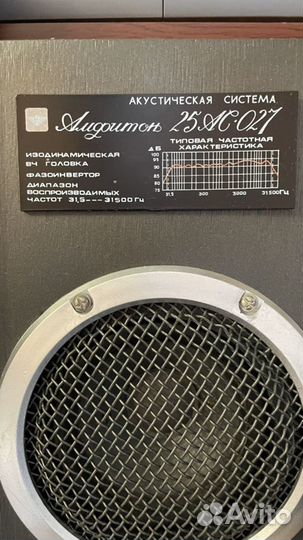 АКУСТИЧЕСКАЯ СИСТЕМА
Амфитон 25АС-027
ТИПОВАЯ ЧАСТОТНАЯ
ХАРАКТЕРИСТИКА
ИЗОДИНАМИЧЕСКАЯ
ВЧ ГОЛОВКА
ФАЗОИНВЕРТОР
ДИАПАЗОН
ВОСПРОИЗВОДИМЫХ
ЧАСТОТ 31,5---31500 Гц
дБ
100
95
90
85
80
75
31,5 300 3000 31500 Гц
Avito